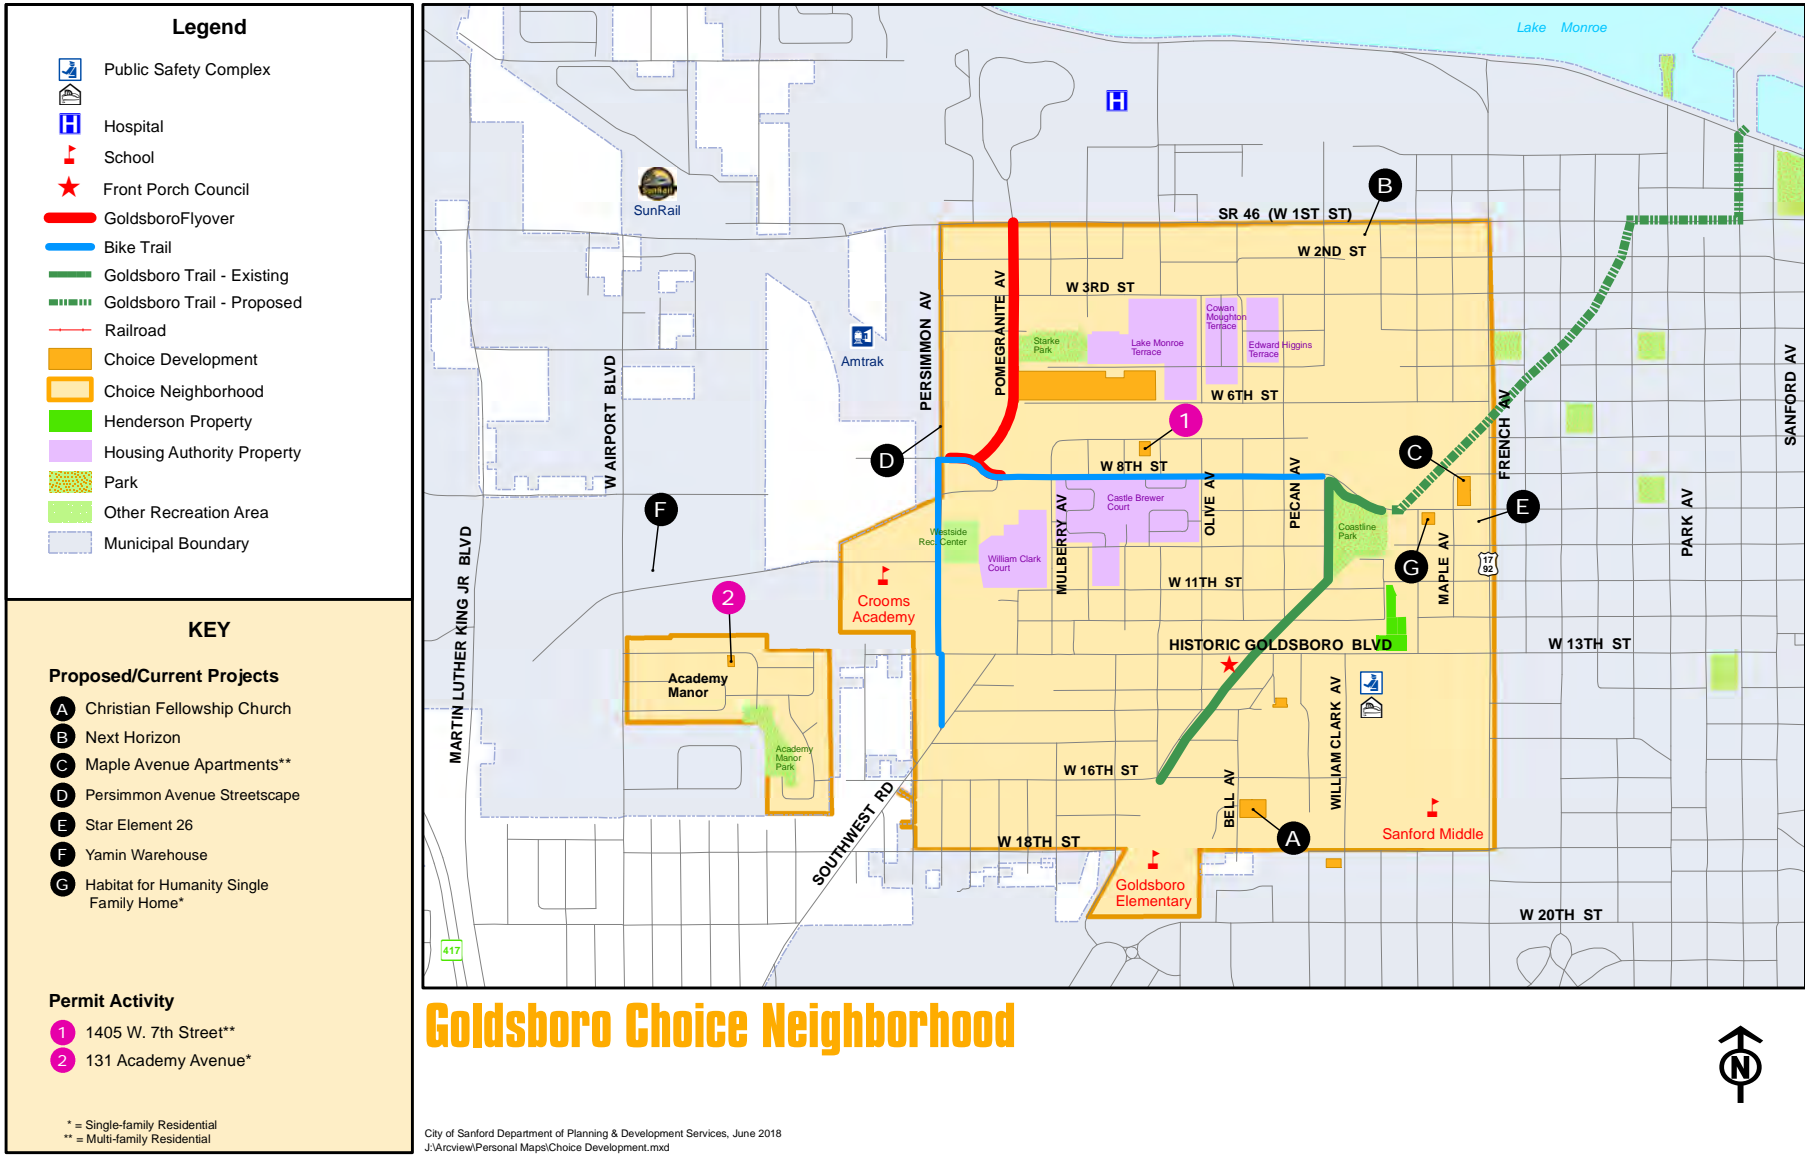 Legend
Public Safety Complex
Hospital
School
Front Porch Council
GoldsboroFlyover
Bike Trail
Goldsboro Trail - Existing
Goldsboro Trail - Proposed
Railroad
Choice Development
Choice Neighborhood
Henderson Property
Housing Authority Property
Park
Other Recreation Area
Municipal Boundary
KEY
Proposed/Current Projects
A Christian Fellowship Church
B Next Horizon
C Maple Avenue Apartments**
D Persimmon Avenue Streetscape
E Star Element 26
F Yamin Warehouse
G Habitat for Humanity Single
Family Home*
Permit Activity
1 1405 W. 7th Street**
2 131 Academy Avenue*
* = Single-family Residential
** = Multi-family Residential
Lake Monroe
H
B
SunRail
SunRail
SR 46 (W 1ST ST)
W 2ND ST
W 3RD ST
PERSIMMON AV
POMEGRANITE AV
Cowan
Moughton
Terrace
Starke
Park
Lake Monroe
Terrace
Edward Higgins
Terrace
Amtrak
W AIRPORT BLVD
SANFORD AV
W 6TH ST
FRENCH AV
1
C
D
W 8TH ST
OLIVE AV
PECAN AV
MULBERRY AV
Castle Brewer
Court
F
E
PARK AV
Westside
Rec Center
Coastline
Park
William Clark
Court
MAPLE AV
G
17
92
W 11TH ST
MARTIN LUTHER KING JR BLVD
2
Crooms
Academy
HISTORIC GOLDSBORO BLVD
W 13TH ST
Academy
Manor
WILLIAM CLARK AV
Academy
Manor
Park
W 16TH ST
BELL AV
SOUTHWEST RD
A
Sanford Middle
W 18TH ST
Goldsboro
Elementary
W 20TH ST
417
Goldsboro Choice Neighborhood
N
City of Sanford Department of Planning & Development Services, June 2018
J:\Arcview\Personal Maps\Choice Development.mxd